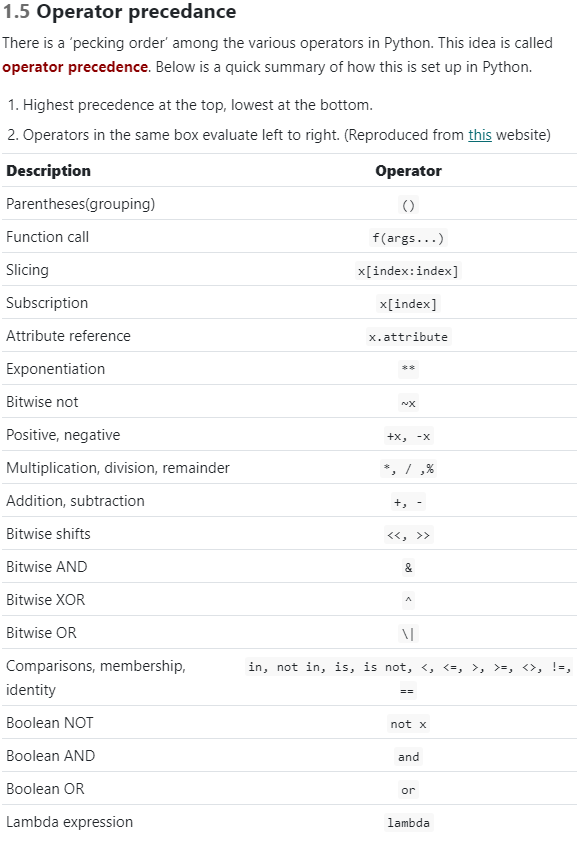 1.5 Operator precedance
There is a 'pecking order' among the various operators in Python. This idea is called
operator precedence. Below is a quick summary of how this is set up in Python.
1. Highest precedence at the top, lowest at the bottom.
2. Operators in the same box evaluate left to right. (Reproduced from this website)
Description Operator
Parentheses(grouping) ()
Function call f(args...)
Slicing x[index:index]
Subscription x[index]
Attribute reference x.attribute
Exponentiation **
Bitwise not ~x
Positive, negative +x, -x
Multiplication, division, remainder *, / ,%
Addition, subtraction +, -
Bitwise shifts <<, >>
Bitwise AND &
Bitwise XOR ^
Bitwise OR \|
Comparisons, membership, in, not in, is, is not, <, <=, >, >=, <>, !=,
identity ==
Boolean NOT not x
Boolean AND and
Boolean OR or
Lambda expression lambda